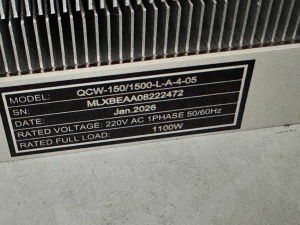 MODEL: QCW-150/1500-L-A-4-05
SN: MLXBEAA08222472
DATE: Jan.2026
RATED VOLTAGE: 220V AC 1PHASE 50/60Hz
RATED FULL LOAD: 1100W